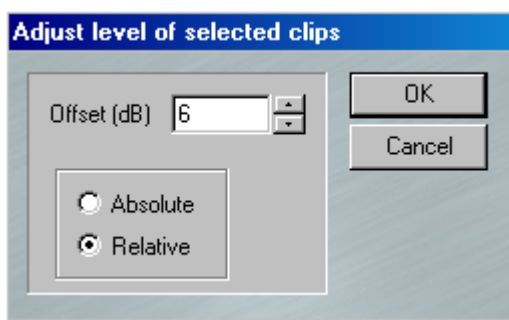 Adjust level of selected clips
Offset (dB) 6
OK
Cancel
Absolute
Relative